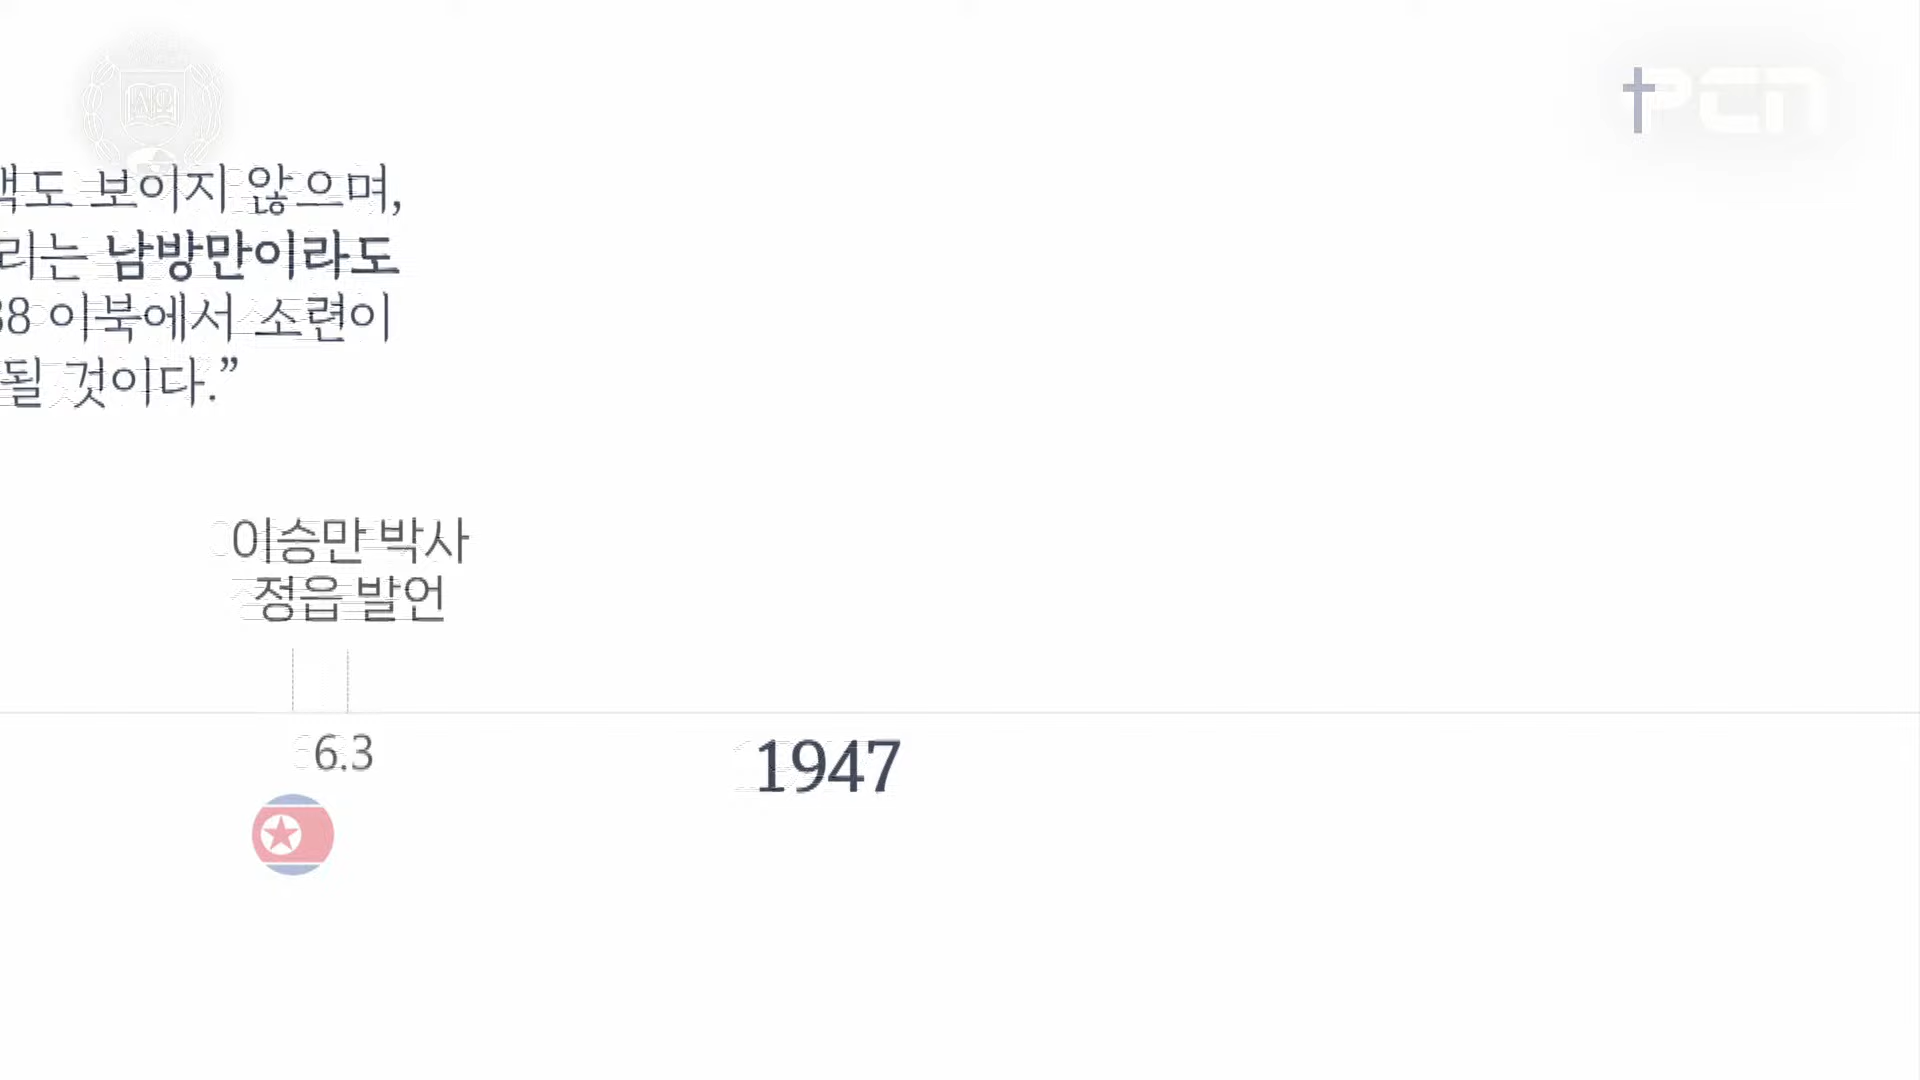 PCN
ΑΩ
도 보이지 않으며,
리는 남방만이라도
38 이북에서 소련이
될 것이다.”
이승만 박사
정읍 발언
6.3
1947